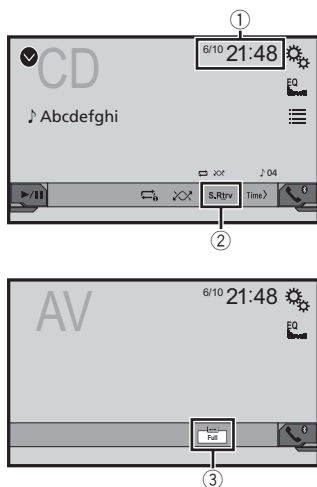 ①
6/10 21:48
CD
EQ
♪ Abcdefghi
♪ 04
S.Rtrv Time
②
6/10 21:48
AV
EQ
Full
③